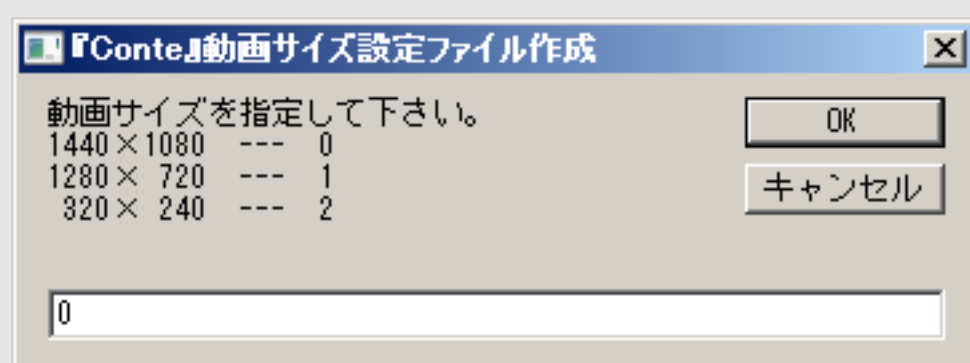 『Conte』動画サイズ設定ファイル作成
動画サイズを指定して下さい。
1440×1080 --- 0
1280× 720 --- 1
320× 240 --- 2
OK
キャンセル
0